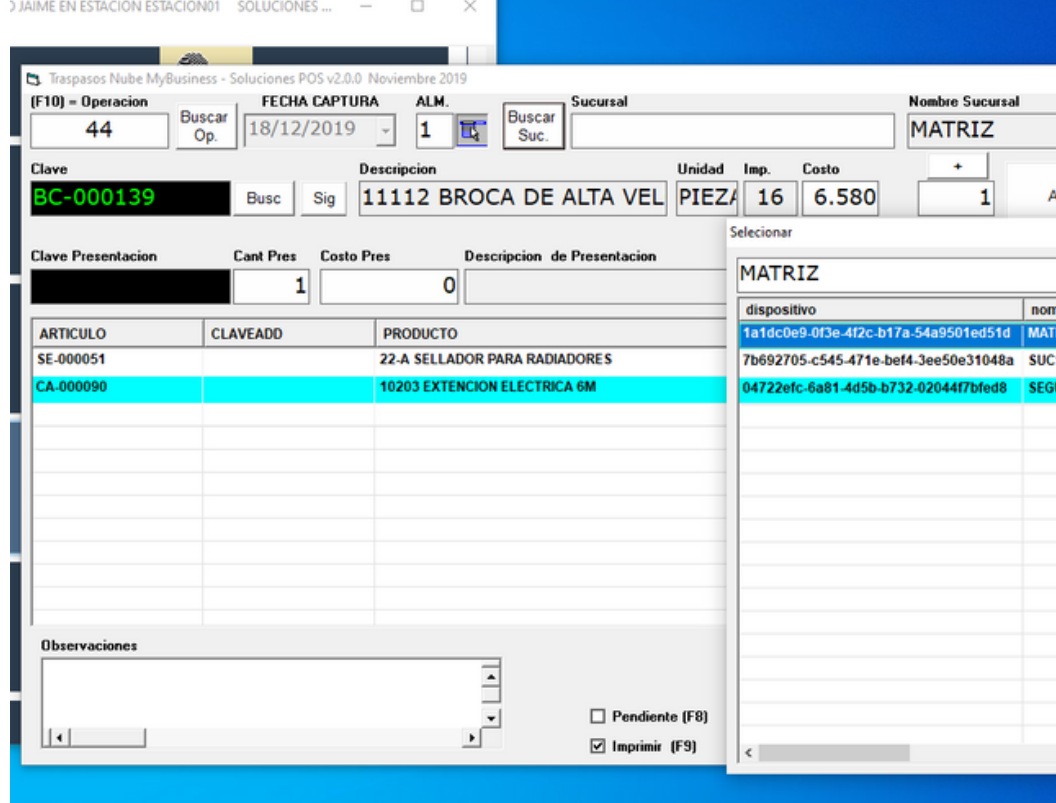 JAIME EN ESTACION ESTACION01 SOLUCIONES ...
Traspasos Nube MyBusiness - Soluciones POS v2.0.0 Noviembre 2019
(F10) = Operacion
FECHA CAPTURA
ALM.
Sucursal
Nombre Sucursal
44
Buscar Op.
18/12/2019
1
Buscar Suc.
MATRIZ
Clave
Descripcion
Unidad
Imp.
Costo
+
BC-000139
Busc
Sig
11112 BROCA DE ALTA VEL
PIEZA
16
6.580
1
A
Clave Presentacion
Cant Pres
Costo Pres
Descripcion de Presentacion
1
0
ARTICULO
CLAVEADD
PRODUCTO
SE-000051
22-A SELLADOR PARA RADIADORES
CA-000090
10203 EXTENCION ELECTRICA 6M
Observaciones
Pendiente (F8)
Imprimir (F9)
Selecionar
MATRIZ
dispositivo
nom
1a1dc0e9-0f3e-4f2c-b17a-54a9501ed51d
MAT
7b692705-c545-471e-bef4-3ee50e31048a
SUC
04722efc-6a81-4d5b-b732-02044f7bfed8
SEG